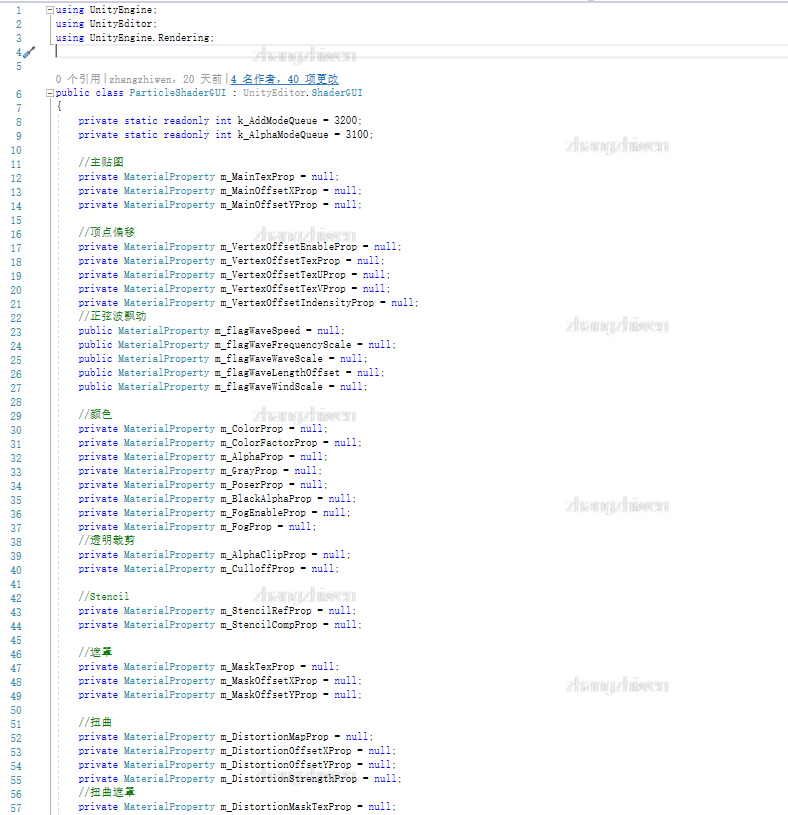 1 using UnityEngine;
2 using UnityEditor;
3 using UnityEngine.Rendering;
4
5
0 个引用|zhangzhiwen，20 天前|4 名作者，40 项更改
6 public class ParticleShaderGUI : UnityEditor.ShaderGUI
7 {
8 private static readonly int k_AddModeQueue = 3200;
9 private static readonly int k_AlphaModeQueue = 3100;
10
11 //主贴图
12 private MaterialProperty m_MainTexProp = null;
13 private MaterialProperty m_MainOffsetXProp = null;
14 private MaterialProperty m_MainOffsetYProp = null;
15
16 //顶点偏移
17 private MaterialProperty m_VertexOffsetEnableProp = null;
18 private MaterialProperty m_VertexOffsetTexProp = null;
19 private MaterialProperty m_VertexOffsetTexUProp = null;
20 private MaterialProperty m_VertexOffsetTexVProp = null;
21 private MaterialProperty m_VertexOffsetIndensityProp = null;
22 //正弦波飘动
23 public MaterialProperty m_flagWaveSpeed = null;
24 public MaterialProperty m_flagWaveFrequencyScale = null;
25 public MaterialProperty m_flagWaveWaveScale = null;
26 public MaterialProperty m_flagWaveLengthOffset = null;
27 public MaterialProperty m_flagWaveWindScale = null;
28
29 //颜色
30 private MaterialProperty m_ColorProp = null;
31 private MaterialProperty m_ColorFactorProp = null;
32 private MaterialProperty m_AlphaProp = null;
33 private MaterialProperty m_GrayProp = null;
34 private MaterialProperty m_PoserProp = null;
35 private MaterialProperty m_BlackAlphaProp = null;
36 private MaterialProperty m_FogEnableProp = null;
37 private MaterialProperty m_FogProp = null;
38 //透明裁剪
39 private MaterialProperty m_AlphaClipProp = null;
40 private MaterialProperty m_CulloffProp = null;
41
42 //Stencil
43 private MaterialProperty m_StencilRefProp = null;
44 private MaterialProperty m_StencilCompProp = null;
45
46 //遮罩
47 private MaterialProperty m_MaskTexProp = null;
48 private MaterialProperty m_MaskOffsetXProp = null;
49 private MaterialProperty m_MaskOffsetYProp = null;
50
51 //扭曲
52 private MaterialProperty m_DistortionMapProp = null;
53 private MaterialProperty m_DistortionOffsetXProp = null;
54 private MaterialProperty m_DistortionOffsetYProp = null;
55 private MaterialProperty m_DistortionStrengthProp = null;
56 //扭曲遮罩
57 private MaterialProperty m_DistortionMaskTexProp = null;
zhangzhiwen
zhangzhiwen
zhangzhiwen
zhangzhiwen
zhangzhiwen
zhangzhiwen
zhangzhiwen
zhangzhiwen
zhangzhiwen